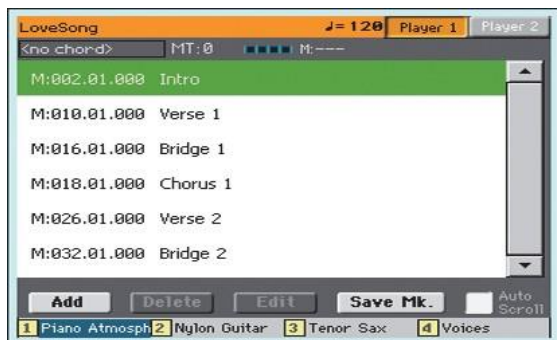 LoveSong ♩= 120 Player 1 Player 2
<no chord> MT:0 M:---
M:002.01.000 Intro
M:010.01.000 Verse 1
M:016.01.000 Bridge 1
M:018.01.000 Chorus 1
M:026.01.000 Verse 2
M:032.01.000 Bridge 2
Add Delete Edit Save Mk. Auto Scroll
1 Piano Atmosph 2 Nylon Guitar 3 Tenor Sax 4 Voices